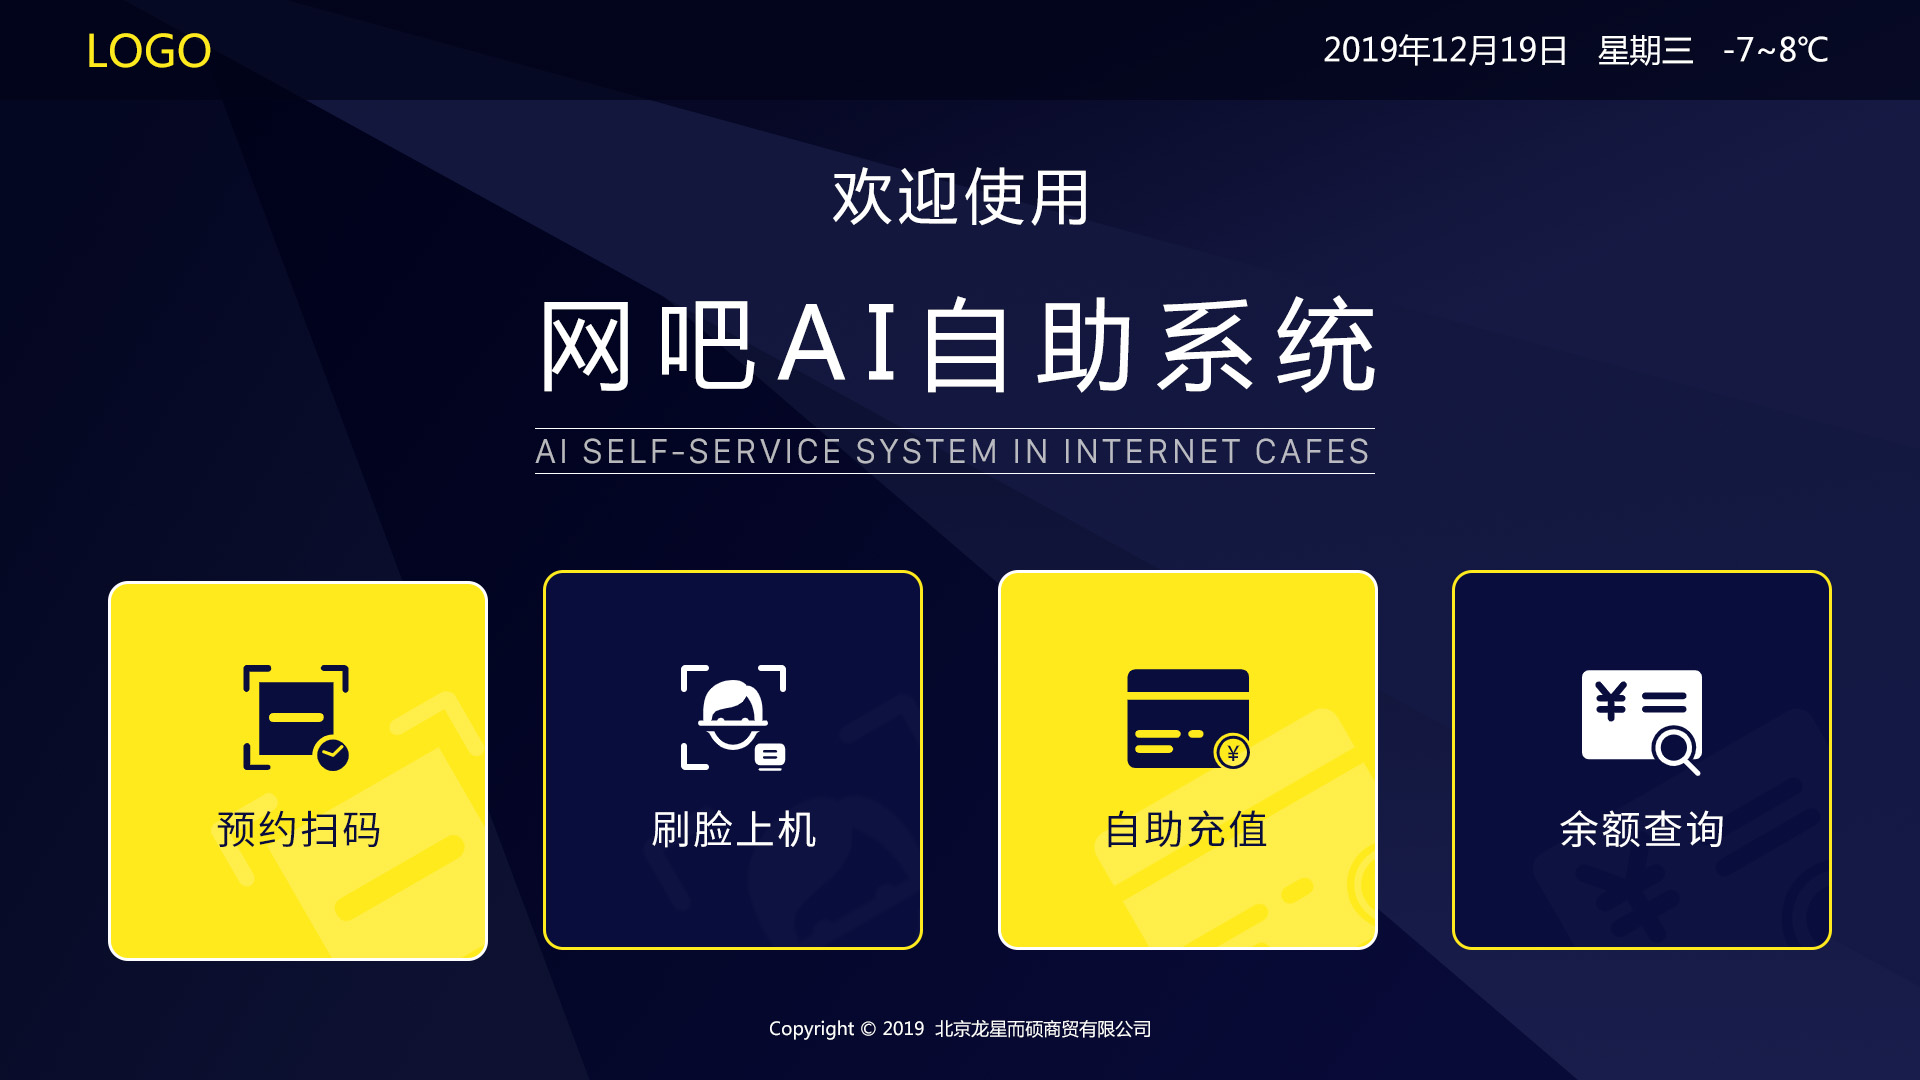 LOGO
2019年12月19日 星期三 -7~8℃
欢迎使用
网吧AI自助系统
AI SELF-SERVICE SYSTEM IN INTERNET CAFES
预约扫码
刷脸上机
¥
自助充值
¥
余额查询
Copyright © 2019 北京龙星而硕商贸有限公司